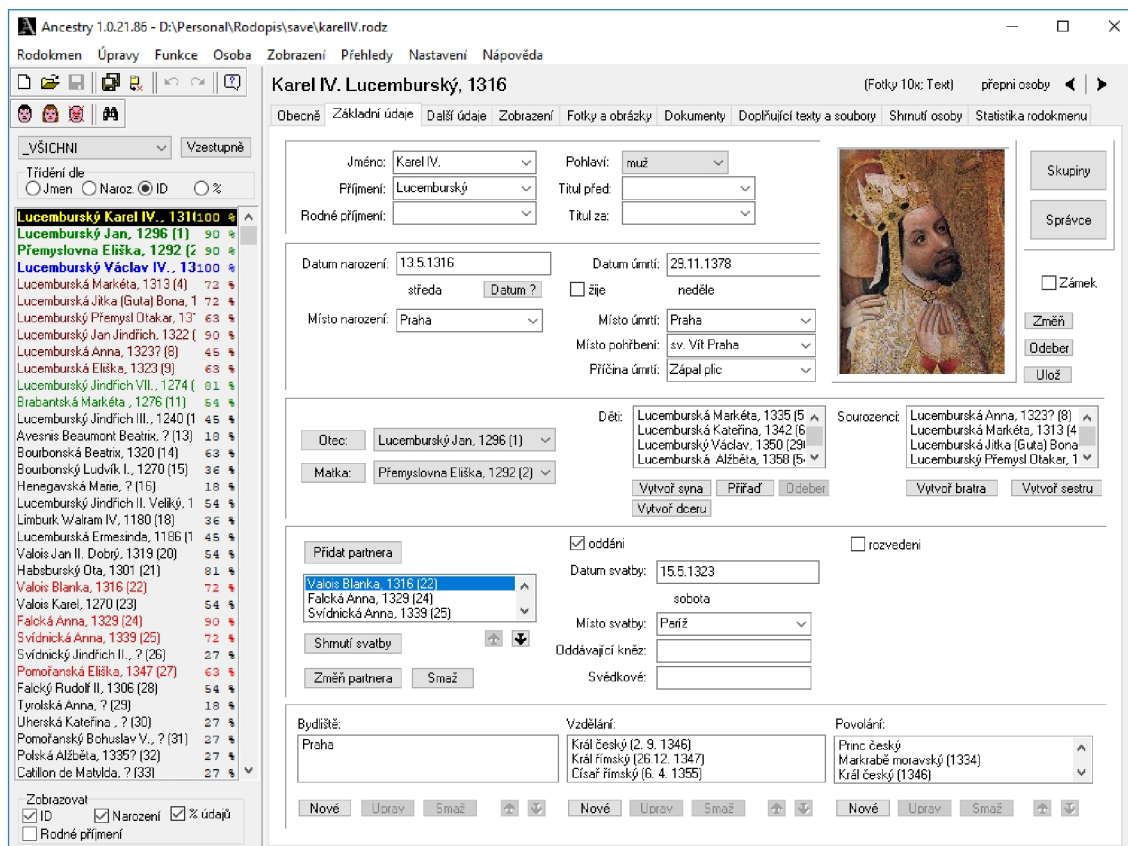 Ancestry 1.0.21.86 - D:\Personal\Rodopis\save\karelIV.rodz
Rodokmen Úpravy Funkce Osoba Zobrazení Přehledy Nastavení Nápověda
Karel IV. Lucemburský, 1316
(Fotky 10x; Text) přepni osoby
Obecně Základní údaje Další údaje Zobrazení Fotky a obrázky Dokumenty Doplňující texty a soubory Shrnutí osoby Statistika rodokmenu
_VŠICHNI Vzestupně
Třídění dle
Jmen Naroz. ID %
Lucemburský Karel IV., 131(100 %
Lucemburský Jan, 1296 (1) 90 %
Přemyslovna Eliška, 1292 (2 90 %
Lucemburský Václav IV., 13100 %
Lucemburská Markéta, 1313 (4) 72 %
Lucemburská Jitka (Guta) Bona, 1 72 %
Lucemburský Přemysl Otakar, 13 63 %
Lucemburský Jan Jindřich, 1322 ( 90 %
Lucemburská Anna, 1323? (8) 45 %
Lucemburská Eliška, 1323 (9) 63 %
Lucemburský Jindřich VII., 1274 ( 81 %
Brabantská Markéta , 1276 (11) 54 %
Lucemburský Jindřich III., 1240 (1 45 %
Avesnis Beaumont Beatrix, ? (13) 18 %
Bourbonská Beatrix, 1320 (14) 63 %
Bourbonský Ludvík I., 1270 (15) 36 %
Henegavská Marie, ? (16) 18 %
Lucemburský Jindřich II. Veliký, 1 54 %
Limburk Walram IV, 1180 (18) 36 %
Lucemburská Ermesinda, 1186 (1 45 %
Valois Jan II. Dobrý, 1319 (20) 54 %
Habsburský Ota, 1301 (21) 81 %
Valois Blanka, 1316 (22) 72 %
Valois Karel, 1270 (23) 54 %
Falcká Anna, 1329 (24) 90 %
Svídnická Anna, 1339 (25) 72 %
Svídnický Jindřich II., ? (26) 27 %
Pomořanská Eliška, 1347 (27) 63 %
Falcký Rudolf II, 1306 (28) 54 %
Tyrolská Anna, ? (29) 18 %
Uherská Kateřina , ? (30) 27 %
Pomořanský Bohuslav V., ? (31) 27 %
Polská Alžběta, 1335? (32) 27 %
Catillon de Matylda, ? (33) 27 %
Zobrazovat
ID Narození % údajů
Rodné příjmení
Jméno: Karel IV. Pohlaví: muž
Příjmení: Lucemburský Titul před:
Rodné příjmení: Titul za:
Skupiny
Správce
Zámek
Změň
Odeber
Ulož
Datum narození: 13.5.1316 Datum úmrtí: 29.11.1378
středa Datum ? žije neděle
Místo narození: Praha Místo úmrtí: Praha
Místo pohřbení: sv. Vít Praha
Příčina úmrtí: Zápal plic
Otec: Lucemburský Jan, 1296 (1)
Matka: Přemyslovna Eliška, 1292 (2)
Děti:
Lucemburská Markéta, 1335 (5
Lucemburská Kateřina, 1342 (6
Lucemburský Václav, 1350 (29
Lucemburská Alžběta, 1358 (5
Vytvoř syna Přiřaď Odeber
Vytvoř dceru
Sourozenci:
Lucemburská Anna, 1323? (8)
Lucemburská Markéta, 1313 (4
Lucemburská Jitka (Guta) Bona
Lucemburský Přemysl Otakar, 1
Vytvoř bratra Vytvoř sestru
Přidat partnera
Valois Blanka, 1316 (22)
Falcká Anna, 1329 (24)
Svídnická Anna, 1339 (25)
Shrnutí svatby
Změň partnera Smaž
oddáni rozvedeni
Datum svatby: 15.5.1323
sobota
Místo svatby: Paríž
Oddávající kněz:
Svědkové:
Bydliště:
Praha
Nové Uprav Smaž
Vzdělání:
Král český (2. 9. 1346)
Král římský (26.12. 1347)
Císař římský (6. 4. 1355)
Nové Uprav Smaž
Povolání:
Princ český
Markrabě moravský (1334)
Král český (1346)
Nové Uprav Smaž